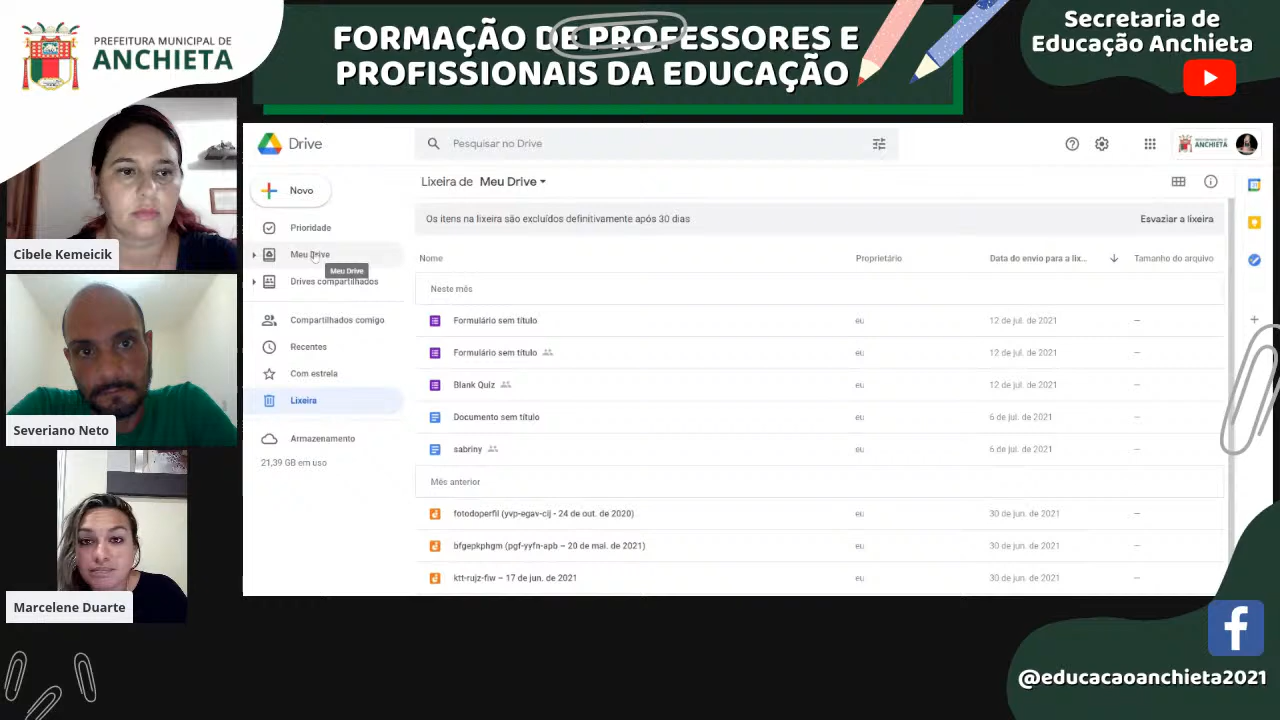 PREFEITURA MUNICIPAL DE
ANCHIETA
FORMAÇÃO DE PROFESSORES E
PROFISSIONAIS DA EDUCAÇÃO
Secretaria de
Educação Anchieta
Cibele Kemeicik
Severiano Neto
Marcelene Duarte
Drive
Pesquisar no Drive
ANCHIETA
Novo
Prioridade
Meu Drive
Meu Drive
Drives compartilhados
Compartilhados comigo
Recentes
Com estrela
Lixeira
Armazenamento
21,39 GB em uso
Lixeira de Meu Drive
Os itens na lixeira são excluídos definitivamente após 30 dias Esvaziar a lixeira
Nome Proprietário Data do envio para a lix... Tamanho do arquivo
Neste mês
Formulário sem título eu 12 de jul. de 2021 —
Formulário sem título eu 12 de jul. de 2021 —
Blank Quiz eu 12 de jul. de 2021 —
Documento sem título eu 6 de jul. de 2021 —
sabriny eu 6 de jul. de 2021 —
Mês anterior
fotodoperfil (yvp-egav-cij - 24 de out. de 2020) eu 30 de jun. de 2021 —
bfgepkphgm (pgf-yyfn-apb – 20 de mai. de 2021) eu 30 de jun. de 2021 —
ktt-rujz-fiw – 17 de jun. de 2021 eu 30 de jun. de 2021 —
@educacaoanchieta2021